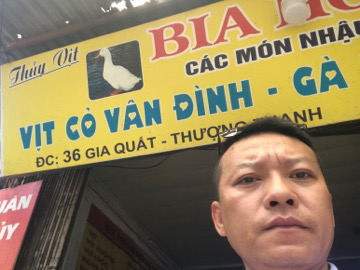 Thủy Vịt
BIA
CÁC MÓN NHẬU
VỊT CỎ VÂN ĐÌNH - GÀ
ĐC: 36 GIA QUẤT - THƯỢNG